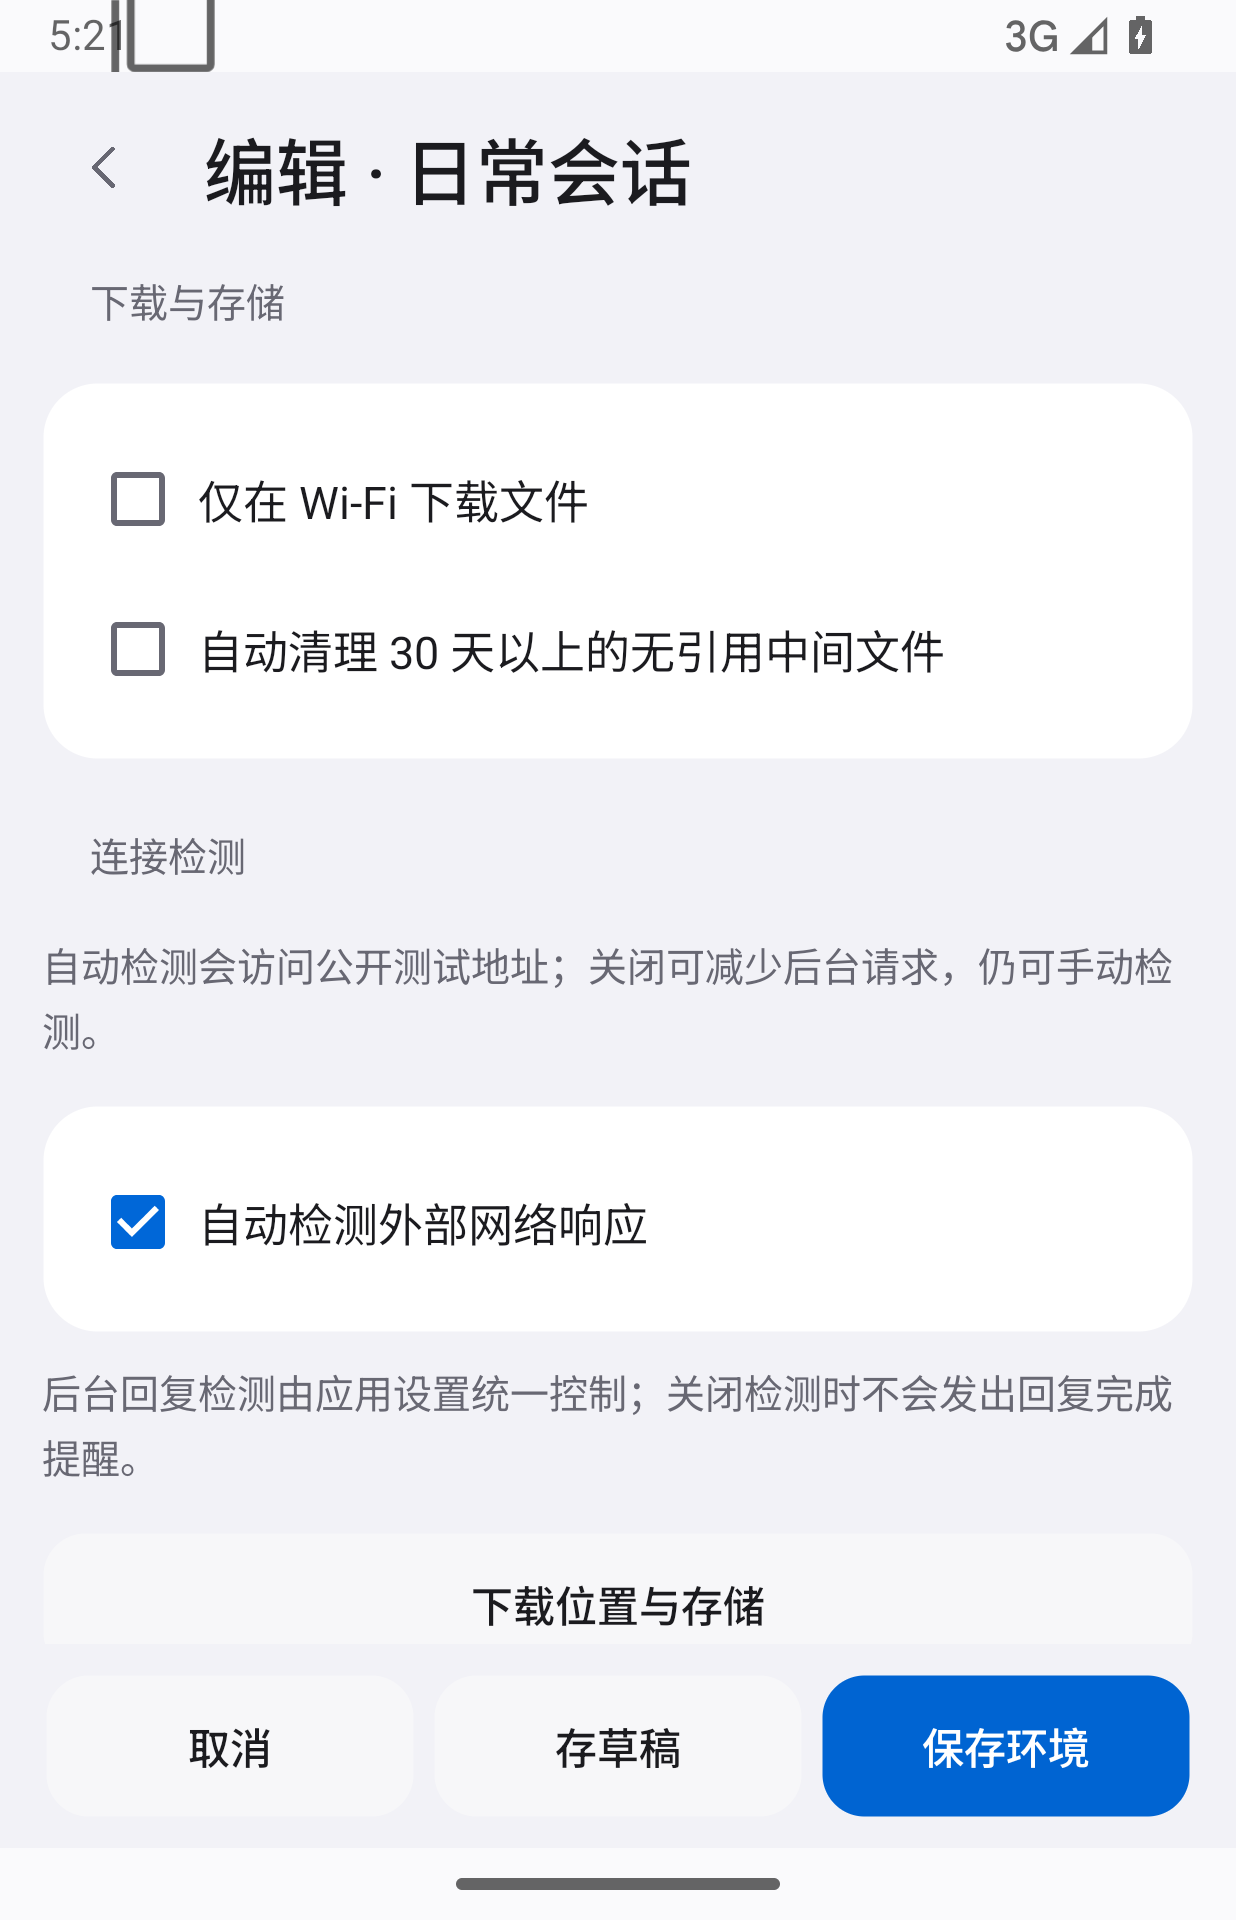 5:21
3G
编辑 · 日常会话
下载与存储
仅在 Wi-Fi 下载文件
自动清理 30 天以上的无引用中间文件
连接检测
自动检测会访问公开测试地址；关闭可减少后台请求，仍可手动检
测。
自动检测外部网络响应
后台回复检测由应用设置统一控制；关闭检测时不会发出回复完成
提醒。
下载位置与存储
取消
存草稿
保存环境